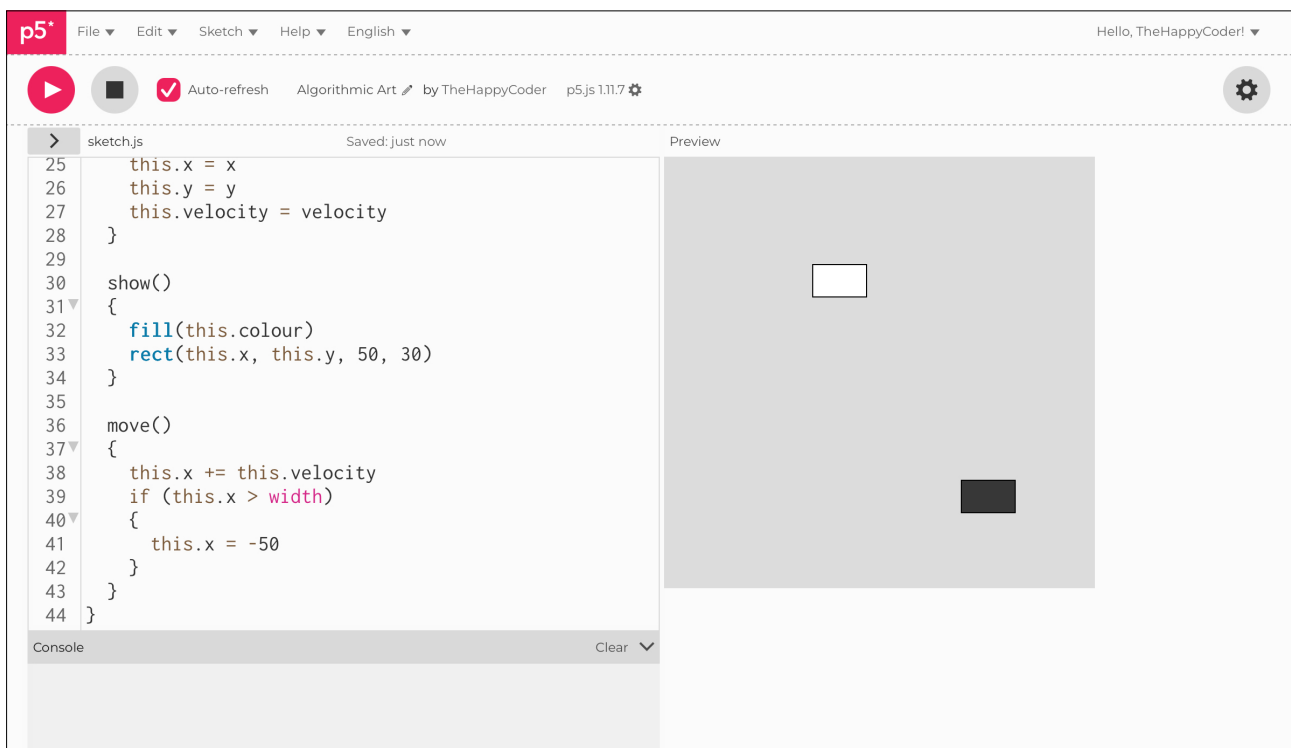 p5* File Edit Sketch Help English Hello, TheHappyCoder!
Auto-refresh Algorithmic Art by TheHappyCoder p5.js 1.11.7
sketch.js Saved: just now Preview
25 this.x = x
26 this.y = y
27 this.velocity = velocity
28 }
29
30 show()
31 {
32 fill(this.colour)
33 rect(this.x, this.y, 50, 30)
34 }
35
36 move()
37 {
38 this.x += this.velocity
39 if (this.x > width)
40 {
41 this.x = -50
42 }
43 }
44 }
Console Clear